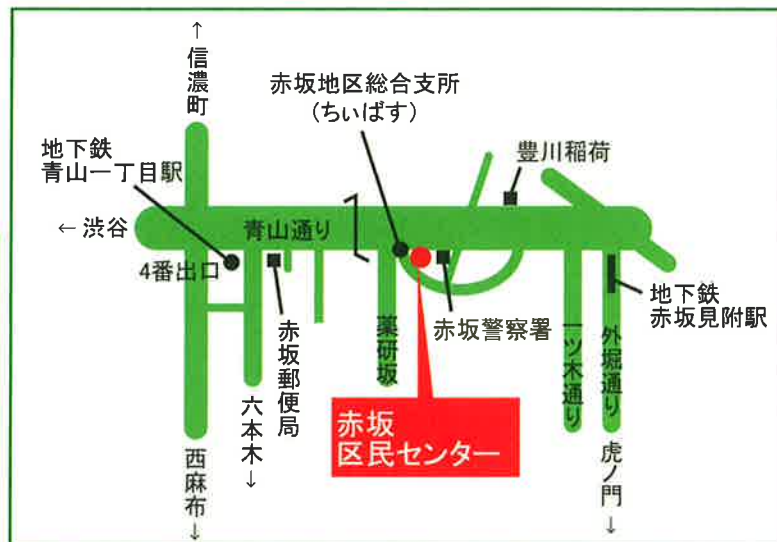 ↑
信濃町
赤坂地区総合支所
(ちぃばす)
地下鉄
青山一丁目駅
豊川稲荷
← 渋谷
青山通り
4番出口
地下鉄
赤坂見附駅
赤坂警察署
薬研坂
一ツ木通り
外堀通り
赤坂郵便局
六本木↓
赤坂
区民センター
西麻布↓
虎ノ門↓